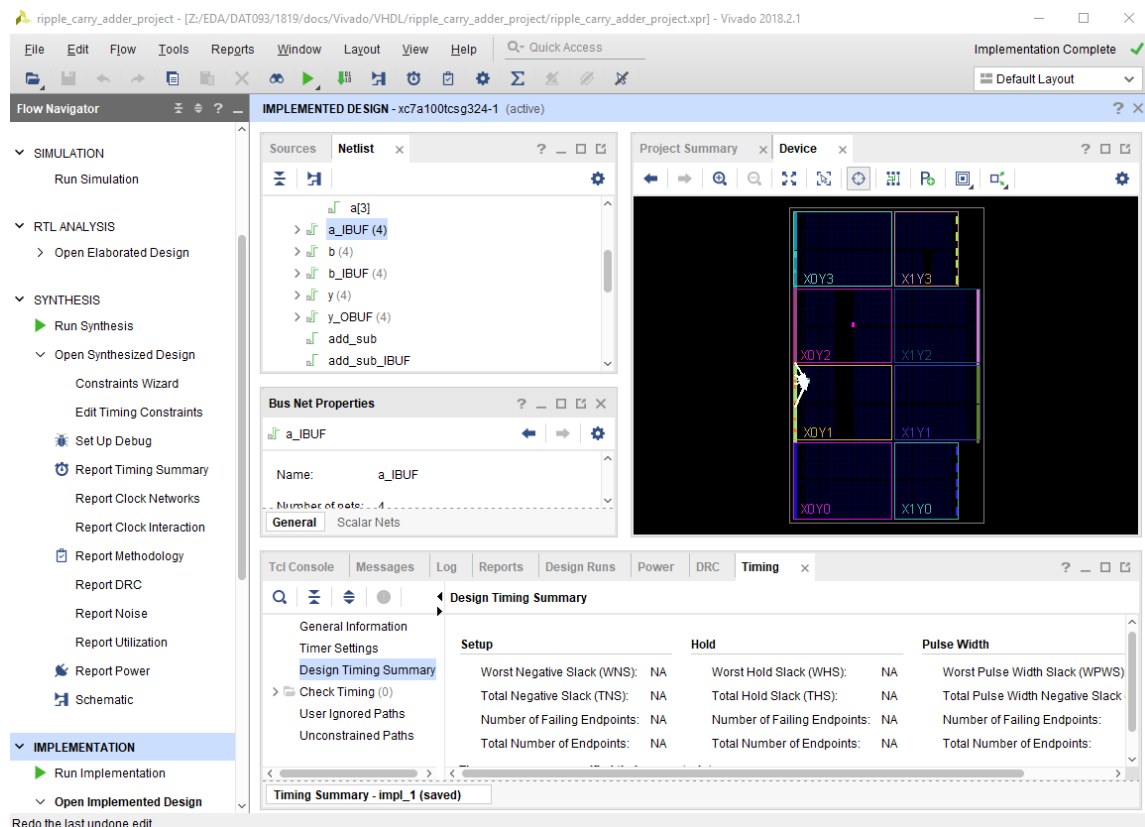 ripple_carry_adder_project - [Z:/EDA/DAT093/1819/docs/Vivado/VHDL/ripple_carry_adder_project/ripple_carry_adder_project.xpr] - Vivado 2018.2.1
File Edit Flow Tools Reports Window Layout View Help Quick Access Implementation Complete
Default Layout
Flow Navigator
IMPLEMENTED DESIGN - xc7a100tcsg324-1 (active)
SIMULATION
Run Simulation
RTL ANALYSIS
Open Elaborated Design
SYNTHESIS
Run Synthesis
Open Synthesized Design
Constraints Wizard
Edit Timing Constraints
Set Up Debug
Report Timing Summary
Report Clock Networks
Report Clock Interaction
Report Methodology
Report DRC
Report Noise
Report Utilization
Report Power
Schematic
IMPLEMENTATION
Run Implementation
Open Implemented Design
Redo the last undone edit
Sources Netlist
a[3]
a_IBUF (4)
b (4)
b_IBUF (4)
y (4)
y_OBUF (4)
add_sub
add_sub_IBUF
Bus Net Properties
a_IBUF
Name: a_IBUF
Number of nets: 4
General Scalar Nets
Project Summary Device
X0Y3 X1Y3
X0Y2 X1Y2
X0Y1 X1Y1
X0Y0 X1Y0
Tcl Console Messages Log Reports Design Runs Power DRC Timing
Design Timing Summary
General Information
Timer Settings
Design Timing Summary
Check Timing (0)
User Ignored Paths
Unconstrained Paths
Setup Hold Pulse Width
Worst Negative Slack (WNS): NA Worst Hold Slack (WHS): NA Worst Pulse Width Slack (WPWS)
Total Negative Slack (TNS): NA Total Hold Slack (THS): NA Total Pulse Width Negative Slack
Number of Failing Endpoints: NA Number of Failing Endpoints: NA Number of Failing Endpoints:
Total Number of Endpoints: NA Total Number of Endpoints: NA Total Number of Endpoints:
Timing Summary - impl_1 (saved)